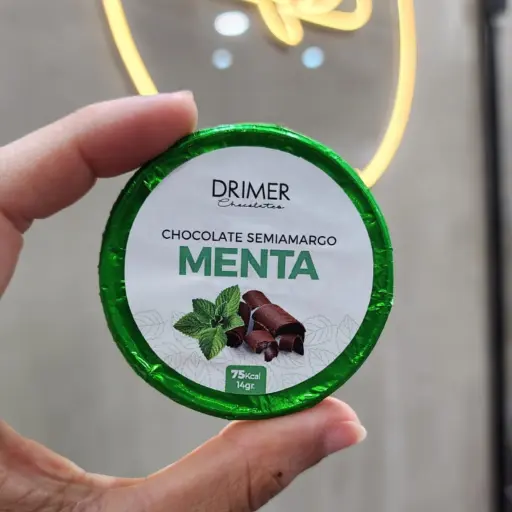 DRIMER
Chocolates
CHOCOLATE SEMIAMARGO
MENTA
75Kcal
14gr.